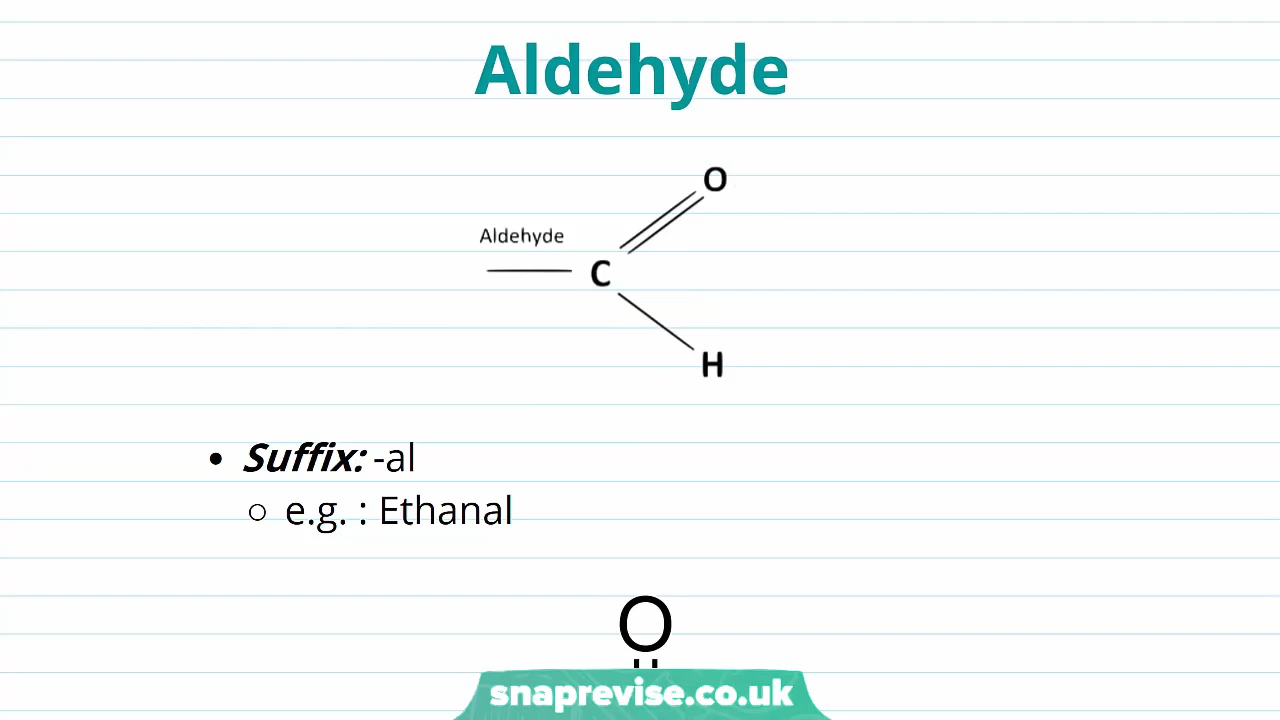 Aldehyde
O
Aldehyde
C
H
• Suffix: -al
○ e.g. : Ethanal
O
snaprevise.co.uk